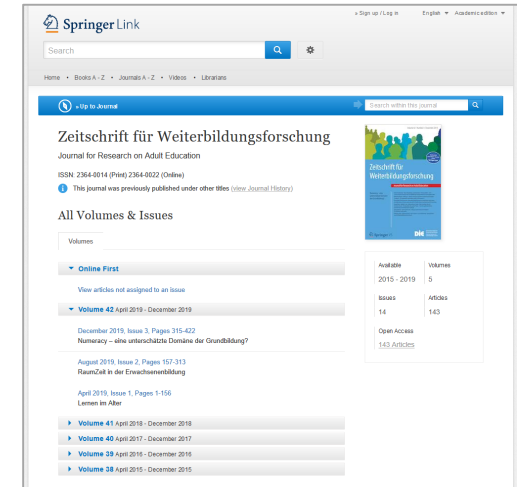 » Sign up / Log in English Academic edition
Springer Link
Search
Home • Books A - Z • Journals A - Z • Videos • Librarians
» Up to Journal
Search within this journal
Zeitschrift für Weiterbildungsforschung
Journal for Research on Adult Education
ISSN: 2364-0014 (Print) 2364-0022 (Online)
This journal was previously published under other titles (view Journal History)
All Volumes & Issues
Volumes
Online First
View articles not assigned to an issue
Volume 42 April 2019 - December 2019
December 2019, Issue 3, Pages 315-422
Numeracy – eine unterschätzte Domäne der Grundbildung?
August 2019, Issue 2, Pages 157-313
RaumZeit in der Erwachsenenbildung
April 2019, Issue 1, Pages 1-156
Lernen im Alter
Volume 41 April 2018 - December 2018
Volume 40 April 2017 - December 2017
Volume 39 April 2016 - December 2016
Volume 38 April 2015 - December 2015
Zeitschrift für
Weiterbildungsforschung
Springer VS
die
Available Volumes
2015 - 2019 5
Issues Articles
14 143
Open Access
143 Articles